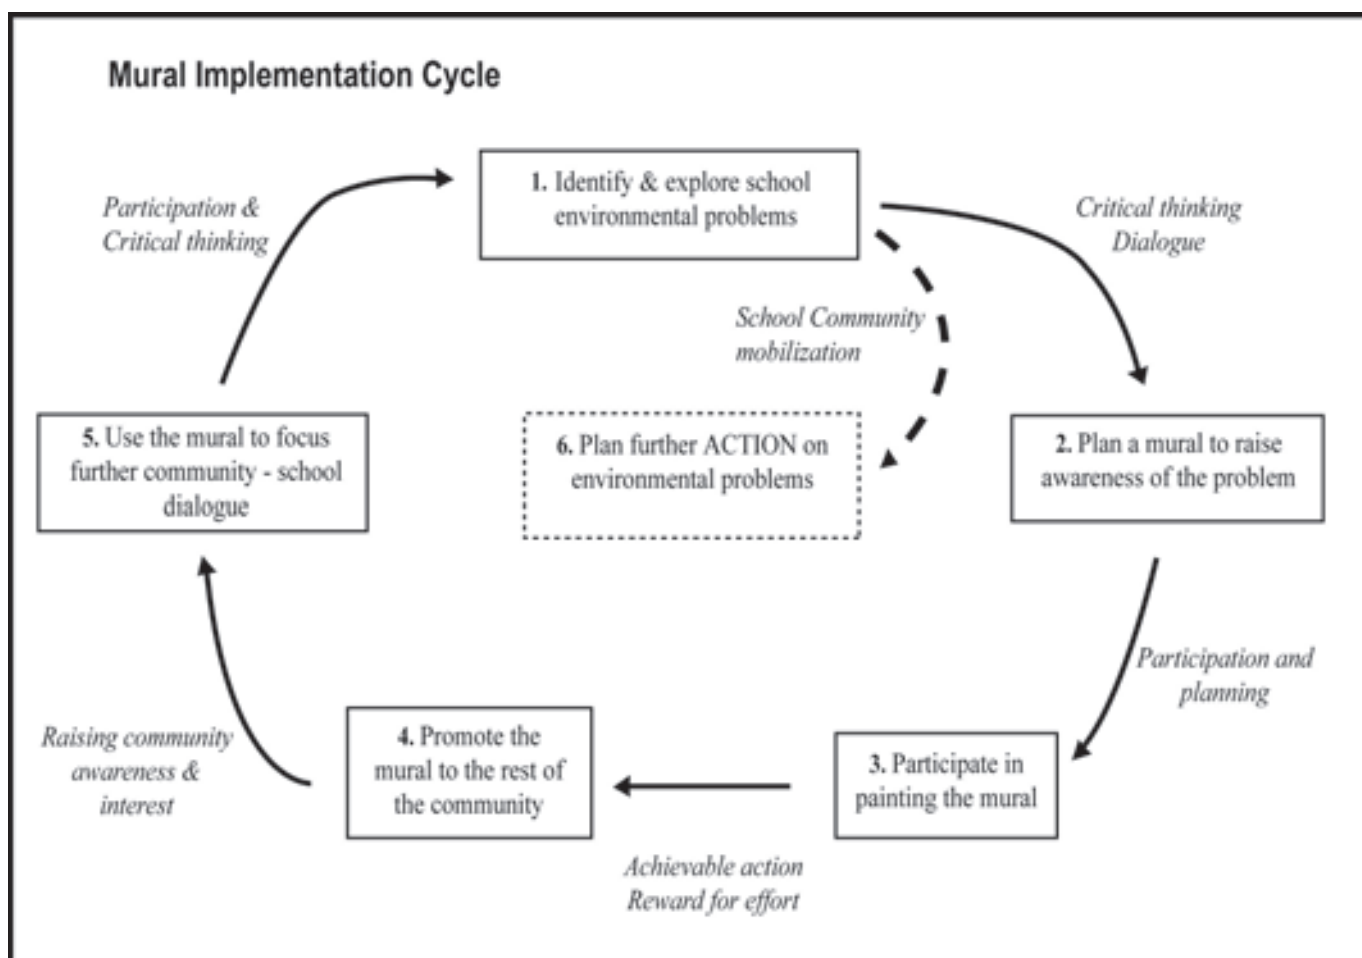 Mural Implementation Cycle
1. Identify & explore school
environmental problems
Critical thinking
Dialogue
2. Plan a mural to raise
awareness of the problem
Participation and
planning
3. Participate in
painting the mural
Achievable action
Reward for effort
4. Promote the
mural to the rest of
the community
Raising community
awareness &
interest
5. Use the mural to focus
further community - school
dialogue
Participation &
Critical thinking
School Community
mobilization
6. Plan further ACTION on
environmental problems